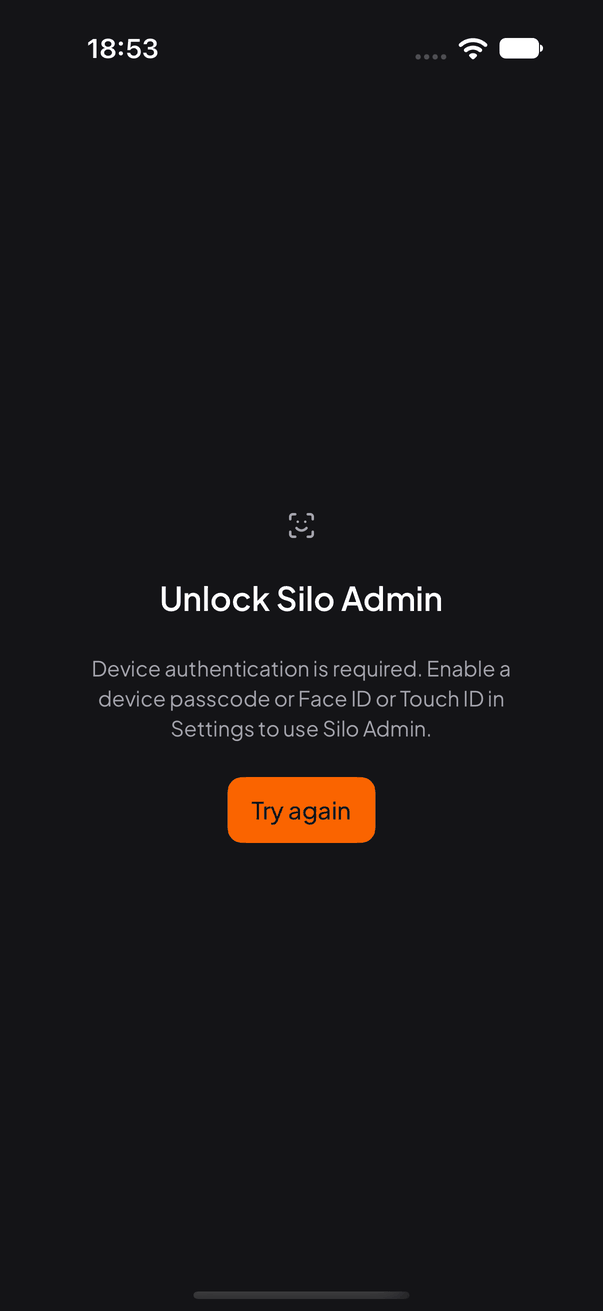 18:53
Unlock Silo Admin
Device authentication is required. Enable a
device passcode or Face ID or Touch ID in
Settings to use Silo Admin.
Try again